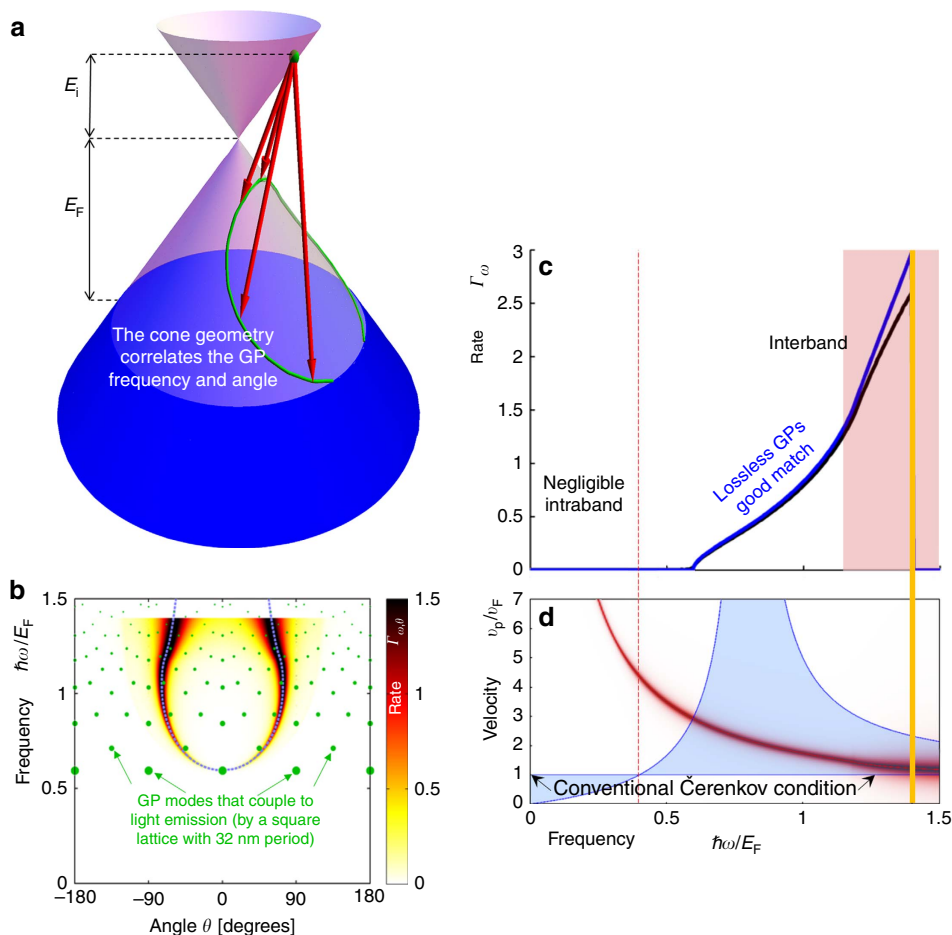 a
E_i
E_F
The cone geometry
correlates the GP
frequency and angle
b
1.5
1
0.5
0
Frequency ℏω/E_F
GP modes that couple to
light emission (by a square
lattice with 32 nm period)
−180 −90 0 90 180
Angle θ [degrees]
1.5
1
0.5
0
Rate Γ_ω,θ
c
3
2.5
2
1.5
1
0.5
0
Rate Γ_ω
Interband
Lossless GPs
good match
Negligible
intraband
d
7
6
5
4
3
2
1
0
Velocity v_p/v_F
Conventional Čerenkov condition
0 0.5 1 1.5
Frequency ℏω/E_F